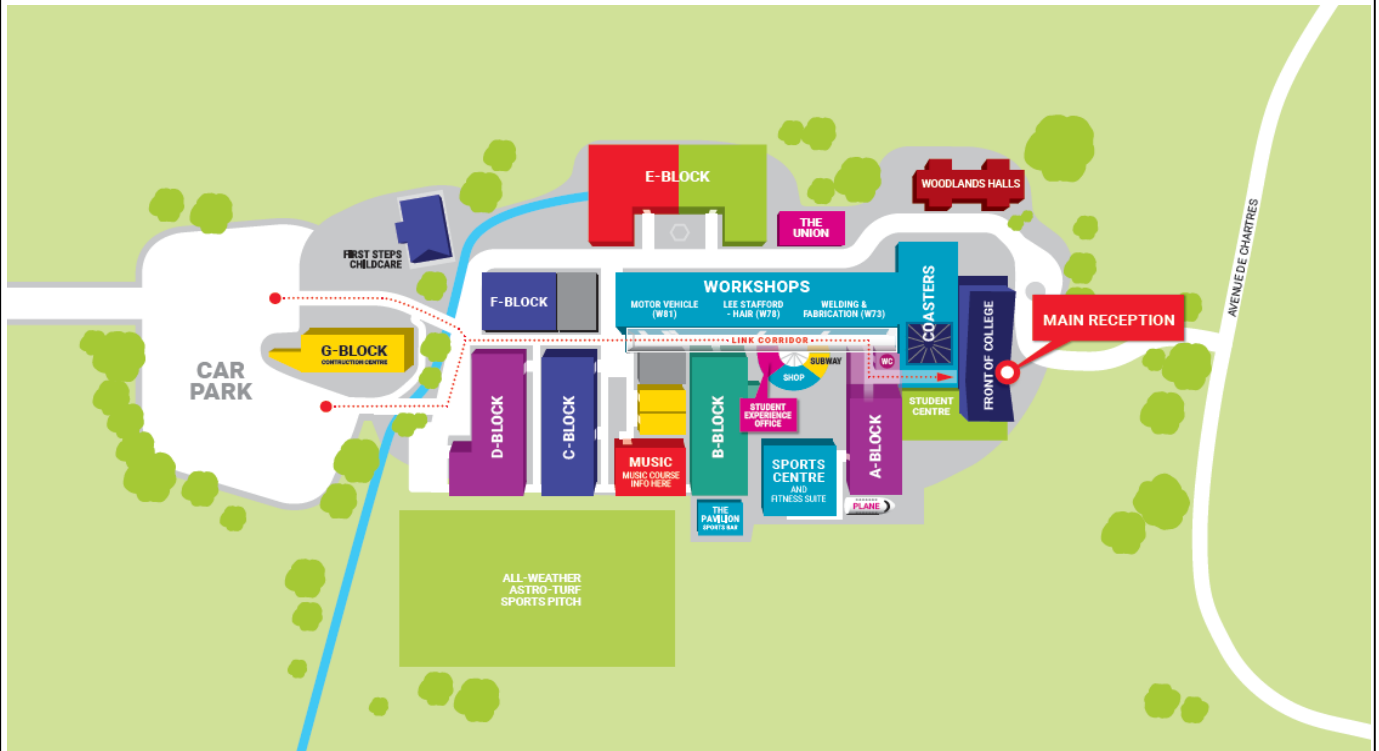 E-BLOCK
WOODLANDS HALLS
THE
UNION
AVENUE DE CHARTRES
FIRST STEPS
CHILDCARE
F-BLOCK
WORKSHOPS
MOTOR VEHICLE
(W81)
LEE STAFFORD
- HAIR (W78)
WELDING &
FABRICATION (W73)
COASTERS
FRONT OF COLLEGE
MAIN RECEPTION
LINK CORRIDOR
G-BLOCK
CONTRUCTION CENTRE
CAR
PARK
SUBWAY
WC
SHOP
STUDENT
EXPERIENCE
OFFICE
STUDENT
CENTRE
D-BLOCK
C-BLOCK
B-BLOCK
A-BLOCK
MUSIC
MUSIC COURSE
INFO HERE
SPORTS
CENTRE
AND
FITNESS SUITE
PLANE
THE
PAVILION
SPORTS BAR
ALL-WEATHER
ASTRO-TURF
SPORTS PITCH